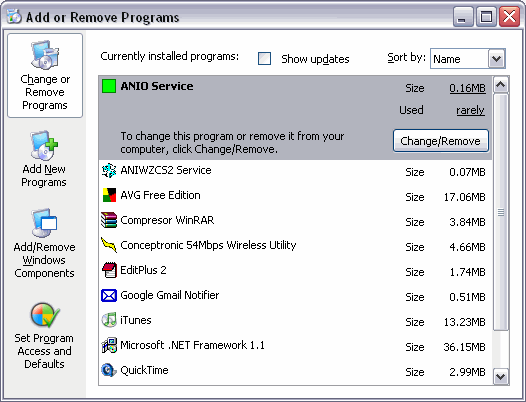 Add or Remove Programs
Change or
Remove
Programs
Add New
Programs
Add/Remove
Windows
Components
Set Program
Access and
Defaults
Currently installed programs:
Show updates
Sort by:
Name
ANIO Service
Size
0.16MB
Used
rarely
To change this program or remove it from your
computer, click Change/Remove.
Change/Remove
ANIWZCS2 Service
Size
0.07MB
AVG Free Edition
Size
17.06MB
Compresor WinRAR
Size
3.84MB
Conceptronic 54Mbps Wireless Utility
Size
4.66MB
EditPlus 2
Size
1.74MB
Google Gmail Notifier
Size
0.51MB
iTunes
Size
13.23MB
Microsoft .NET Framework 1.1
Size
36.15MB
QuickTime
Size
2.99MB